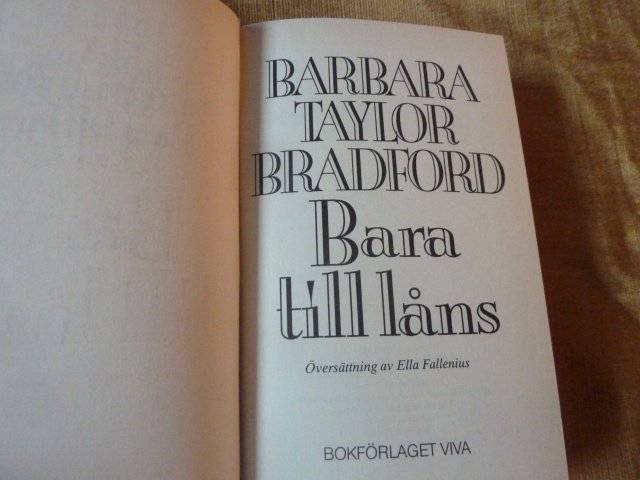 BARBARA
TAYLOR
BRADFORD
Bara
till låns
Översättning av Ella Fallenius
BOKFÖRLAGET VIVA